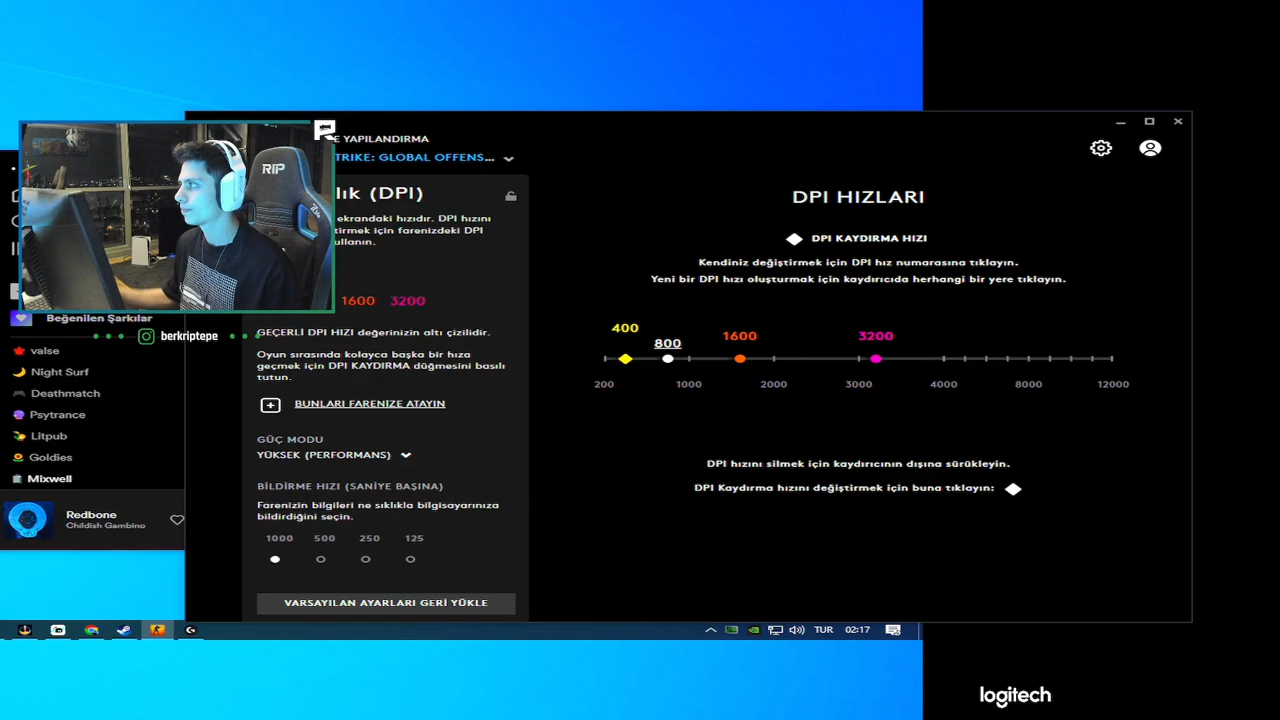 E YAPILANDIRMA
TRIKE: GLOBAL OFFENS...
lık (DPI)
ekrandaki hızıdır. DPI hızını
tirmek için farenizdeki DPI
ullanın.
1600 3200
GEÇERLİ DPI HIZI değerinizin altı çizilidir.
Oyun sırasında kolayca başka bir hıza
geçmek için DPI KAYDIRMA düğmesini basılı
tutun.
BUNLARI FARENIZE ATAYIN
GÜÇ MODU
YÜKSEK (PERFORMANS)
BİLDİRME HIZI (SANİYE BAŞINA)
Farenizin bilgileri ne sıklıkla bilgisayarınıza
bildirdiğini seçin.
1000 500 250 125
VARSAYILAN AYARLARI GERİ YÜKLE
DPI HIZLARI
DPI KAYDIRMA HIZI
Kendiniz değiştirmek için DPI hız numarasına tıklayın.
Yeni bir DPI hızı oluşturmak için kaydırıcıda herhangi bir yere tıklayın.
400 800 1600 3200
200 1000 2000 3000 4000 8000 12000
DPI hızını silmek için kaydırıcının dışına sürükleyin.
DPI Kaydırma hızını değiştirmek için buna tıklayın:
RIP
Beğenilen Şarkılar
berkriptepe
valse
Night Surf
Deathmatch
Psytrance
Litpub
Goldies
Mixwell
Redbone
Childish Gambino
TUR 02:17
logitech